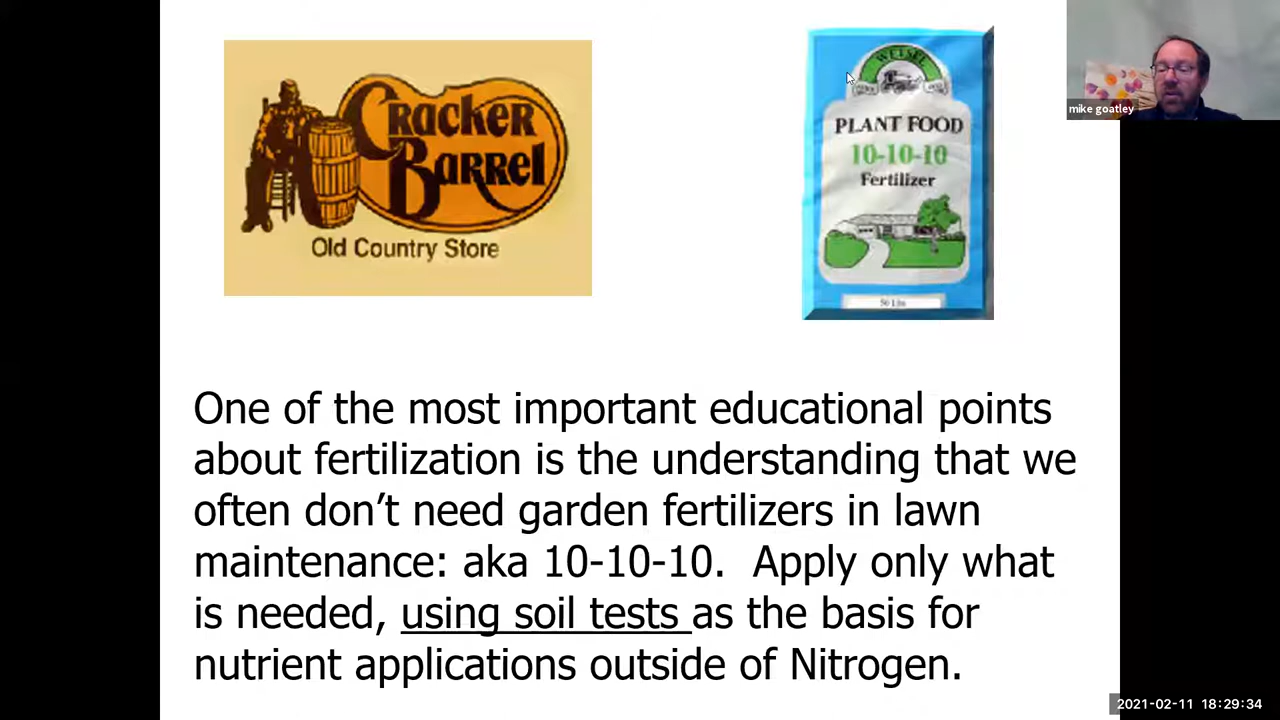 Cracker
Barrel
Old Country Store
PLANT FOOD
10-10-10
Fertilizer
50 Lbs
mike goatley
One of the most important educational points
about fertilization is the understanding that we
often don’t need garden fertilizers in lawn
maintenance: aka 10-10-10.  Apply only what
is needed, using soil tests as the basis for
nutrient applications outside of Nitrogen.
2021-02-11 18:29:34